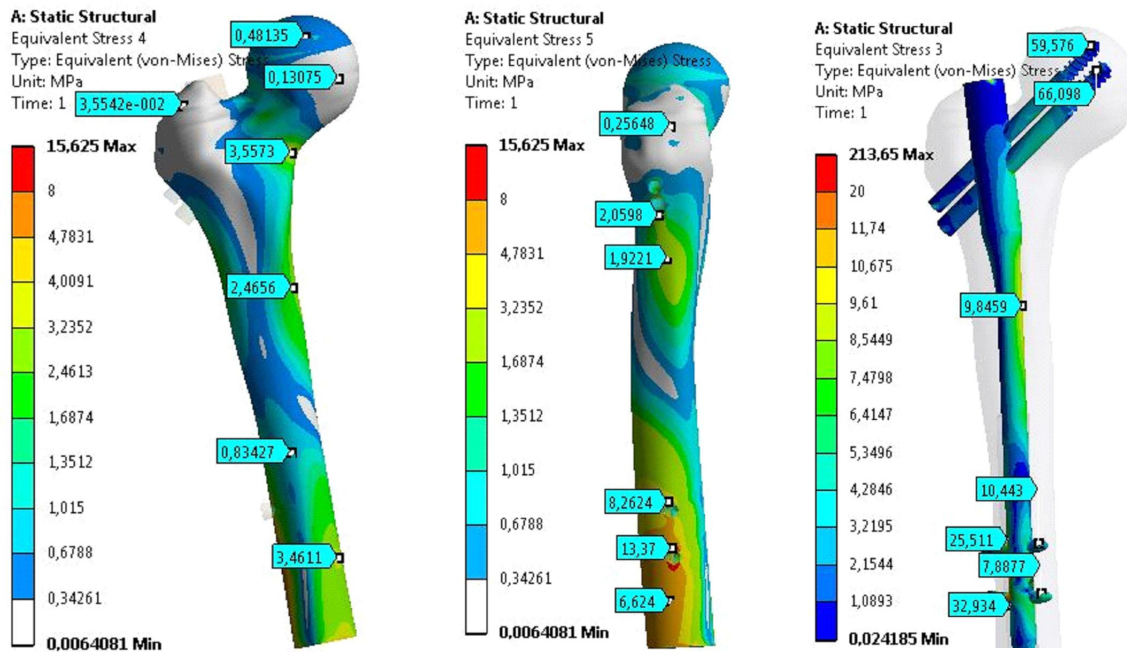 A: Static Structural
Equivalent Stress 4
Type: Equivalent (von-Mises) Stress
Unit: MPa
Time: 1
0,48135
0,13075
3,5542e-002
3,5573
2,4656
0,83427
3,4611
15,625 Max
8
4,7831
4,0091
3,2352
2,4613
1,6874
1,3512
1,015
0,6788
0,34261
0,0064081 Min
A: Static Structural
Equivalent Stress 5
Type: Equivalent (von-Mises) Stress
Unit: MPa
Time: 1
0,25648
2,0598
1,9221
8,2624
13,37
6,624
15,625 Max
8
4,7831
3,2352
1,6874
1,3512
1,015
0,6788
0,34261
0,0064081 Min
A: Static Structural
Equivalent Stress 3
Type: Equivalent (von-Mises) Stress
Unit: MPa
Time: 1
59,576
66,098
9,8459
10,443
25,511
7,8877
32,934
213,65 Max
20
11,74
10,675
9,61
8,5449
7,4798
6,4147
5,3496
4,2846
3,2195
2,1544
1,0893
0,024185 Min